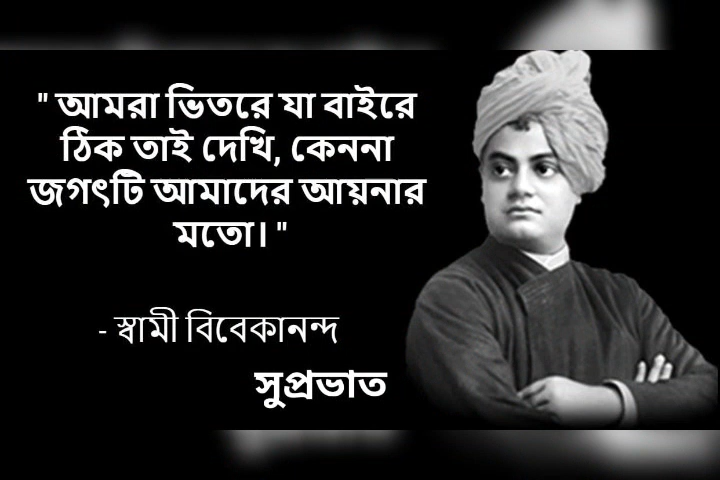 " আমরা ভিতরে যা বাইরে
ঠিক তাই দেখি, কেননা
জগৎটি আমাদের আয়নার
মতো। "
- স্বামী বিবেকানন্দ
সুপ্রভাত